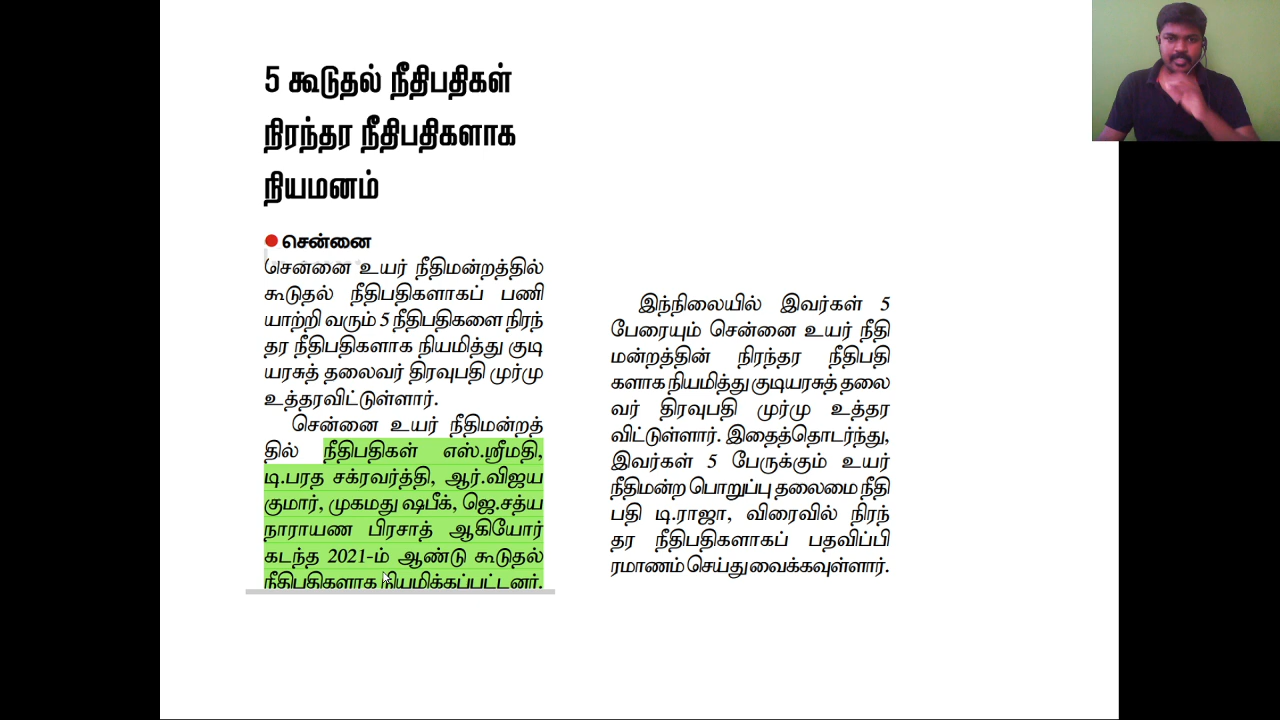 5 கூடுதல் நீதிபதிகள்
நிரந்தர நீதிபதிகளாக
நியமனம்
சென்னை
சென்னை உயர் நீதிமன்றத்தில்
கூடுதல் நீதிபதிகளாகப் பணி
யாற்றி வரும் 5 நீதிபதிகளை நிரந்
தர நீதிபதிகளாக நியமித்து குடி
யரசுத் தலைவர் திரவுபதி முர்மு
உத்தரவிட்டுள்ளார்.
சென்னை உயர் நீதிமன்றத்
தில் நீதிபதிகள் எஸ்.ஸ்ரீமதி,
டி.பரத சக்ரவர்த்தி, ஆர்.விஜய
குமார், முகமது ஷபீக், ஜெ.சத்ய
நாராயண பிரசாத் ஆகியோர்
கடந்த 2021-ம் ஆண்டு கூடுதல்
நீதிபதிகளாக நியமிக்கப்பட்டனர்.
இந்நிலையில் இவர்கள் 5
பேரையும் சென்னை உயர் நீதி
மன்றத்தின் நிரந்தர நீதிபதி
களாக நியமித்து குடியரசுத் தலை
வர் திரவுபதி முர்மு உத்தர
விட்டுள்ளார். இதைத்தொடர்ந்து,
இவர்கள் 5 பேருக்கும் உயர்
நீதிமன்ற பொறுப்பு தலைமை நீதி
பதி டி.ராஜா, விரைவில் நிரந்
தர நீதிபதிகளாகப் பதவிப்பி
ரமாணம் செய்து வைக்கவுள்ளார்.